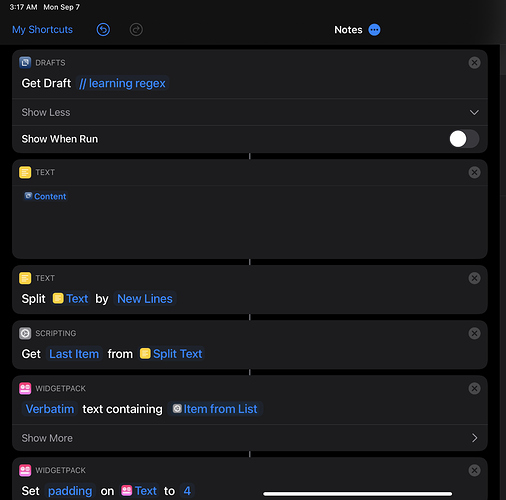 3:17 AM Mon Sep 7
My Shortcuts Notes
DRAFTS
Get Draft // learning regex
Show Less
Show When Run
TEXT
Content
TEXT
Split Text by New Lines
SCRIPTING
Get Last Item from Split Text
WIDGETPACK
Verbatim text containing Item from List
Show More
WIDGETPACK
Set padding on Text to 4